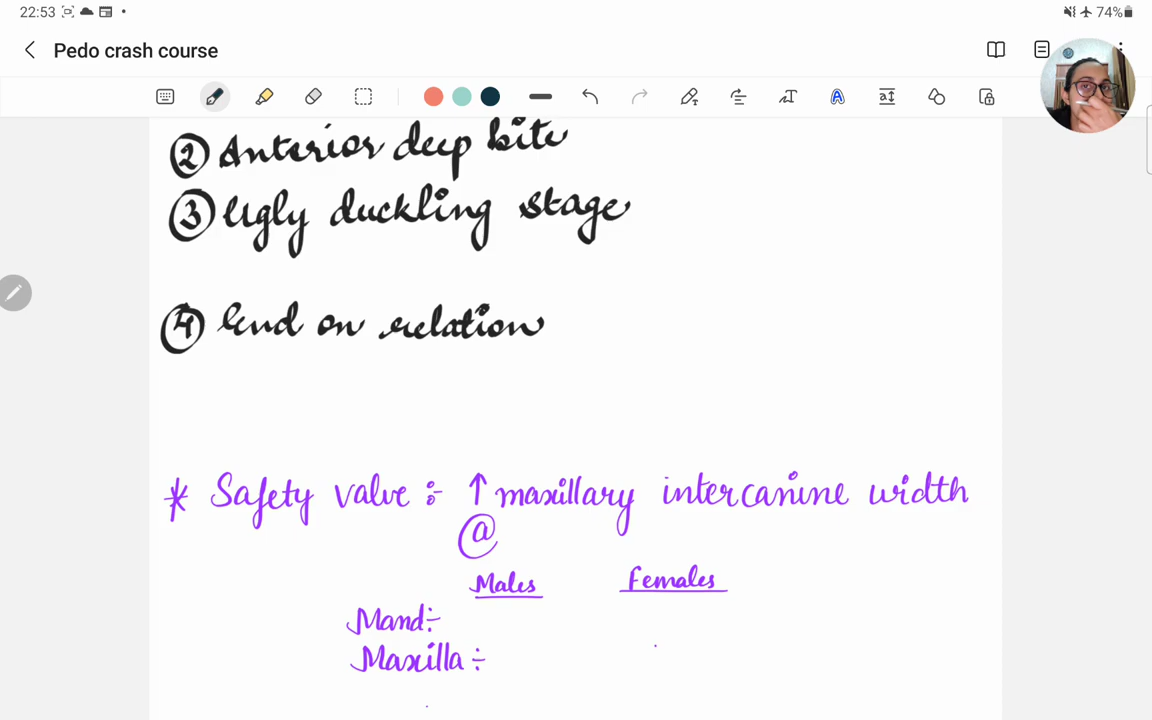 22:53 74%
Pedo crash course
② Anterior deep bite
③ Ugly duckling stage
④ End on relation
* Safety valve :- ↑ maxillary intercanine width
@
Males Females
Mand:-
Maxilla :-